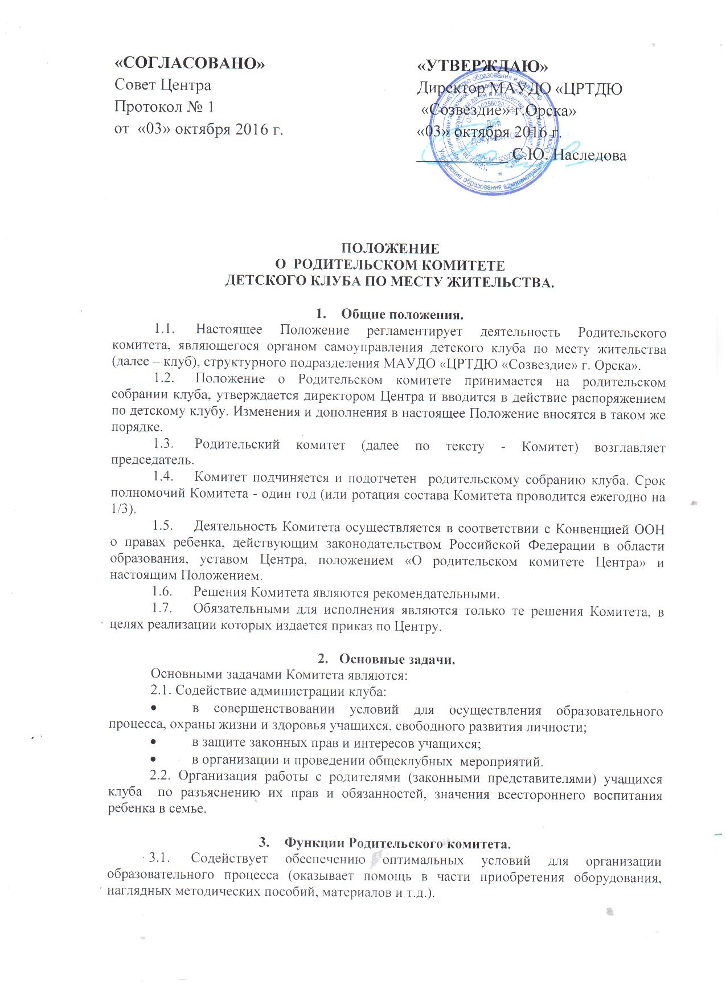 «СОГЛАСОВАНО»
Совет Центра
Протокол № 1
от «03» октября 2016 г.
«УТВЕРЖДАЮ»
Директор МАУДО «ЦРТДЮ
«Созвездие» г.Орска»
«03» октября 2016 г.
____________ С.Ю. Наследова
Управление образования администрации г. Орска
Для
документов
ПОЛОЖЕНИЕ
О РОДИТЕЛЬСКОМ КОМИТЕТЕ
ДЕТСКОГО КЛУБА ПО МЕСТУ ЖИТЕЛЬСТВА.
1. Общие положения.
1.1. Настоящее Положение регламентирует деятельность Родительского
комитета, являющегося органом самоуправления детского клуба по месту жительства
(далее – клуб), структурного подразделения МАУДО «ЦРТДЮ «Созвездие» г. Орска».
1.2. Положение о Родительском комитете принимается на родительском
собрании клуба, утверждается директором Центра и вводится в действие распоряжением
по детскому клубу. Изменения и дополнения в настоящее Положение вносятся в таком же
порядке.
1.3. Родительский комитет (далее по тексту - Комитет) возглавляет
председатель.
1.4. Комитет подчиняется и подотчетен родительскому собранию клуба. Срок
полномочий Комитета - один год (или ротация состава Комитета проводится ежегодно на
1/3).
1.5. Деятельность Комитета осуществляется в соответствии с Конвенцией ООН
о правах ребенка, действующим законодательством Российской Федерации в области
образования, уставом Центра, положением «О родительском комитете Центра» и
настоящим Положением.
1.6. Решения Комитета являются рекомендательными.
1.7. Обязательными для исполнения являются только те решения Комитета, в
целях реализации которых издается приказ по Центру.
2. Основные задачи.
Основными задачами Комитета являются:
2.1. Содействие администрации клуба:
• в совершенствовании условий для осуществления образовательного
процесса, охраны жизни и здоровья учащихся, свободного развития личности;
• в защите законных прав и интересов учащихся;
• в организации и проведении общеклубных мероприятий.
2.2. Организация работы с родителями (законными представителями) учащихся
клуба по разъяснению их прав и обязанностей, значения всестороннего воспитания
ребенка в семье.
3. Функции Родительского комитета.
3.1. Содействует обеспечению оптимальных условий для организации
образовательного процесса (оказывает помощь в части приобретения оборудования,
наглядных методических пособий, материалов и т.д.).